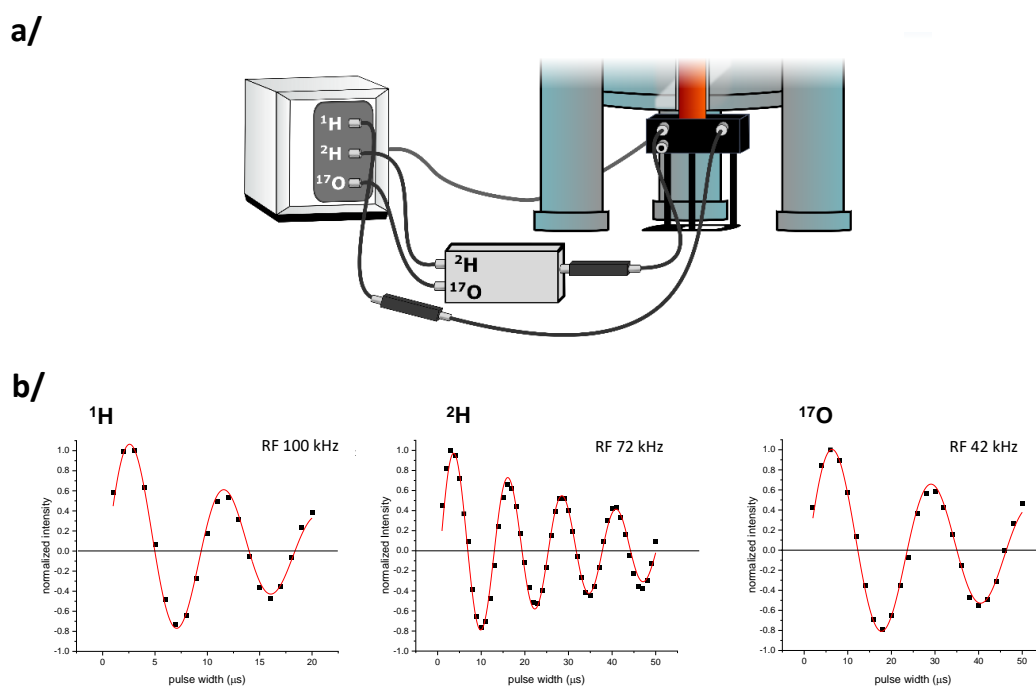 a/
¹H
²H
¹⁷O
²H
¹⁷O
b/
¹H
RF 100 kHz
normalized intensity
1.0
0.8
0.6
0.4
0.2
0.0
-0.2
-0.4
-0.6
-0.8
-1.0
0 5 10 15 20
pulse width (μs)
²H
RF 72 kHz
normalized Intensity
1.0
0.8
0.6
0.4
0.2
0.0
-0.2
-0.4
-0.6
-0.8
-1.0
0 10 20 30 40 50
pulse width (μs)
¹⁷O
RF 42 kHz
normalized intensity
1.0
0.8
0.6
0.4
0.2
0.0
-0.2
-0.4
-0.6
-0.8
-1.0
0 10 20 30 40 50
pulse width (μs)